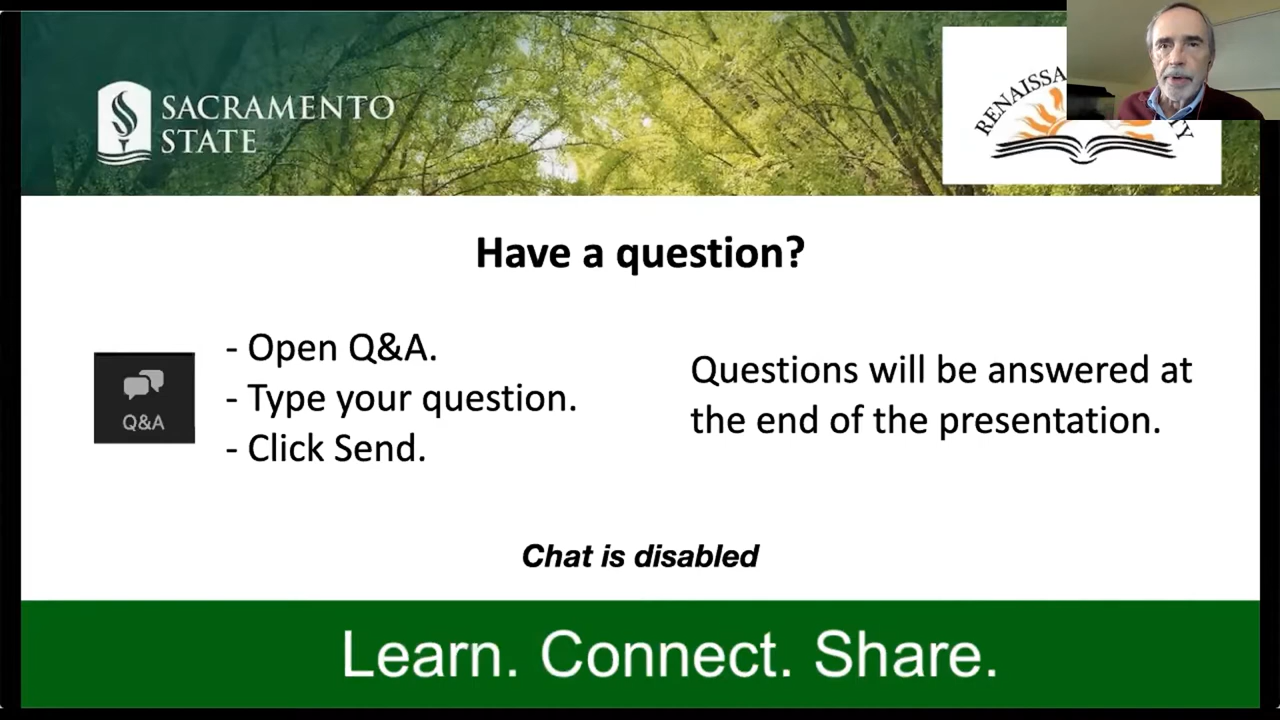 SACRAMENTO
STATE
Have a question?
- Open Q&A.
- Type your question.
- Click Send.
Q&A
Questions will be answered at
the end of the presentation.
Chat is disabled
Learn. Connect. Share.